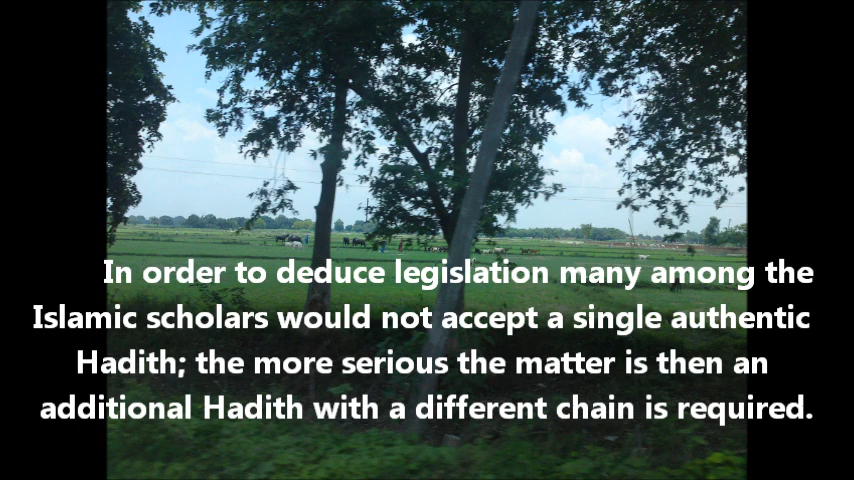 In order to deduce legislation many among the
Islamic scholars would not accept a single authentic
Hadith; the more serious the matter is then an
additional Hadith with a different chain is required.